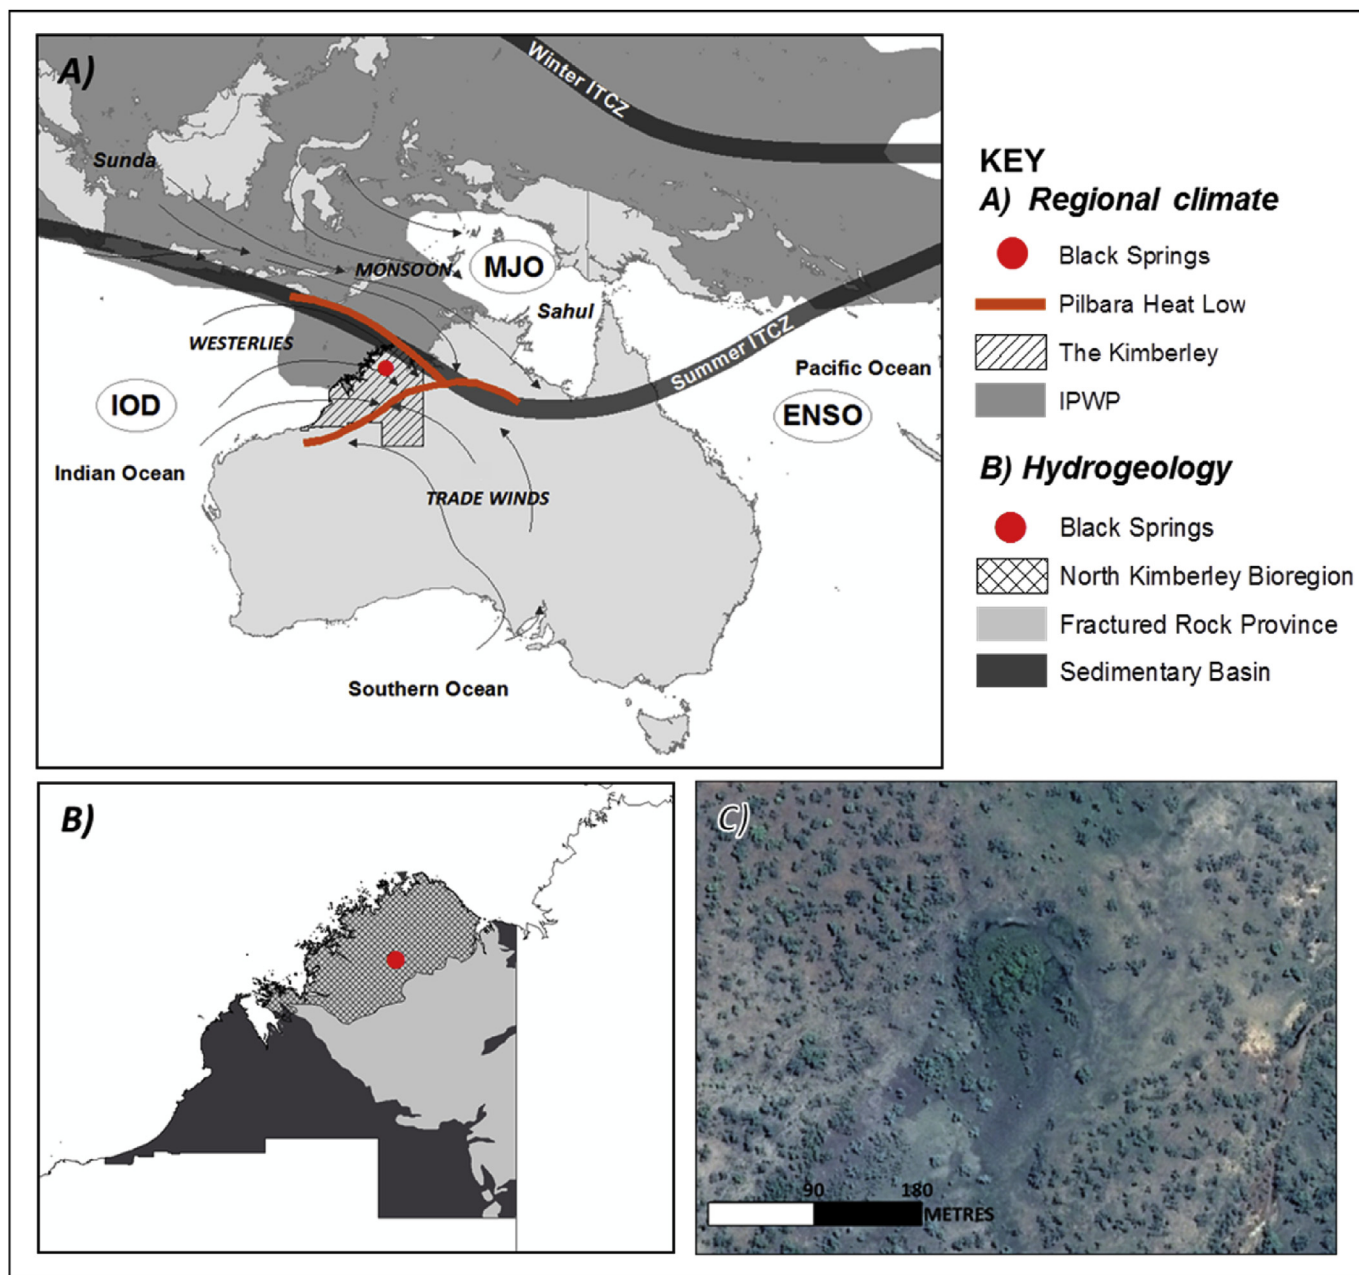 A)
Winter ITCZ
Sunda
MONSOON
MJO
Sahul
WESTERLIES
Summer ITCZ
Pacific Ocean
IOD
ENSO
Indian Ocean
TRADE WINDS
Southern Ocean
KEY
A) Regional climate
Black Springs
Pilbara Heat Low
The Kimberley
IPWP
B) Hydrogeology
Black Springs
North Kimberley Bioregion
Fractured Rock Province
Sedimentary Basin
B)
C)
90 180
METRES